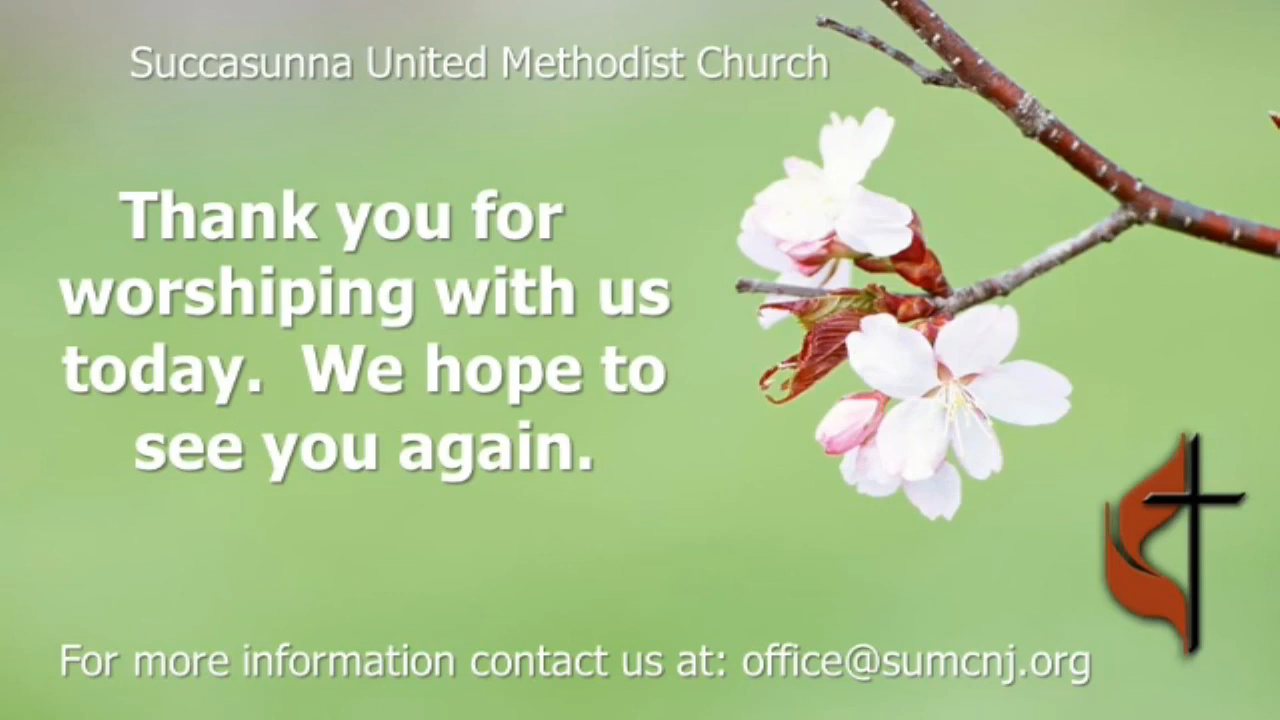 Succasunna United Methodist Church
Thank you for
worshiping with us
today.  We hope to
see you again.
For more information contact us at: office@sumcnj.org